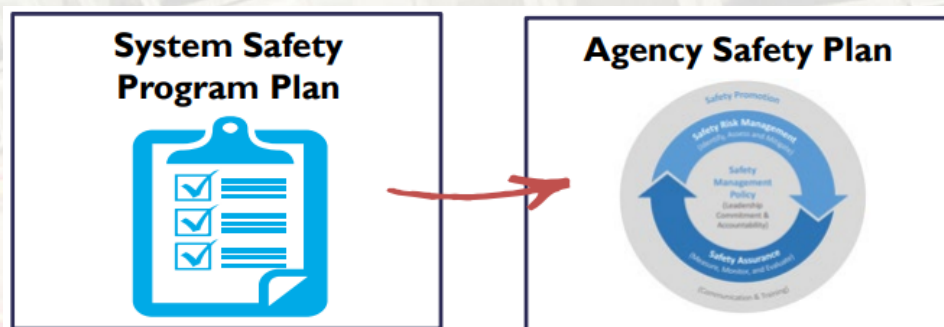 System Safety
Program Plan
Agency Safety Plan
Safety Promotion
Safety Risk Management
(Identify, Assess and Mitigate)
Safety
Management
Policy
(Leadership
Commitment &
Accountability)
Safety Assurance
(Measure, Monitor, and Evaluate)
(Communication & Training)